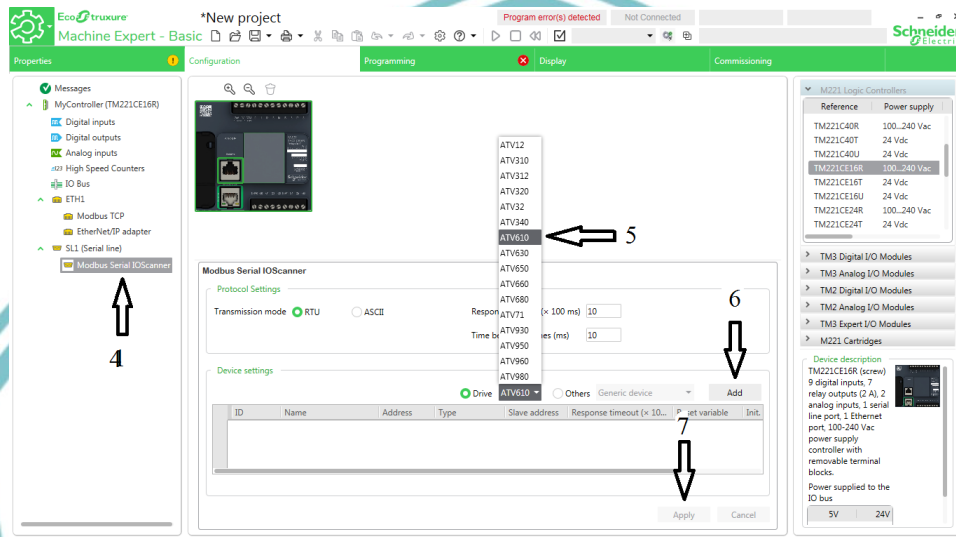 EcoStruxure
Machine Expert - Basic
*New project
Program error(s) detected
Not Connected
Schneider
Electric
Properties
Configuration
Programming
Display
Commissioning
Messages
MyController (TM221CE16R)
Digital inputs
Digital outputs
Analog inputs
High Speed Counters
IO Bus
ETH1
Modbus TCP
EtherNet/IP adapter
SL1 (Serial line)
Modbus Serial IOScanner
4
ATV12
ATV310
ATV312
ATV320
ATV32
ATV340
ATV610
ATV630
ATV650
ATV660
ATV680
ATV71
ATV930
ATV950
ATV960
ATV980
5
6
7
Modbus Serial IOScanner
Protocol Settings
Transmission mode RTU ASCII
Respon (× 100 ms) 10
Time be es (ms) 10
Device settings
Drive ATV610 Others Generic device Add
ID Name Address Type Slave address Response timeout (× 10... Reset variable Init.
Apply Cancel
M221 Logic Controllers
Reference Power supply
TM221C40R 100...240 Vac
TM221C40T 24 Vdc
TM221C40U 24 Vdc
TM221CE16R 100...240 Vac
TM221CE16T 24 Vdc
TM221CE16U 24 Vdc
TM221CE24R 100...240 Vac
TM221CE24T 24 Vdc
TM3 Digital I/O Modules
TM3 Analog I/O Modules
TM2 Digital I/O Modules
TM2 Analog I/O Modules
TM3 Expert I/O Modules
M221 Cartridges
Device description
TM221CE16R (screw)
9 digital inputs, 7
relay outputs (2 A), 2
analog inputs, 1 serial
line port, 1 Ethernet
port, 100-240 Vac
power supply
controller with
removable terminal
blocks.
Power supplied to the
IO bus
5V 24V